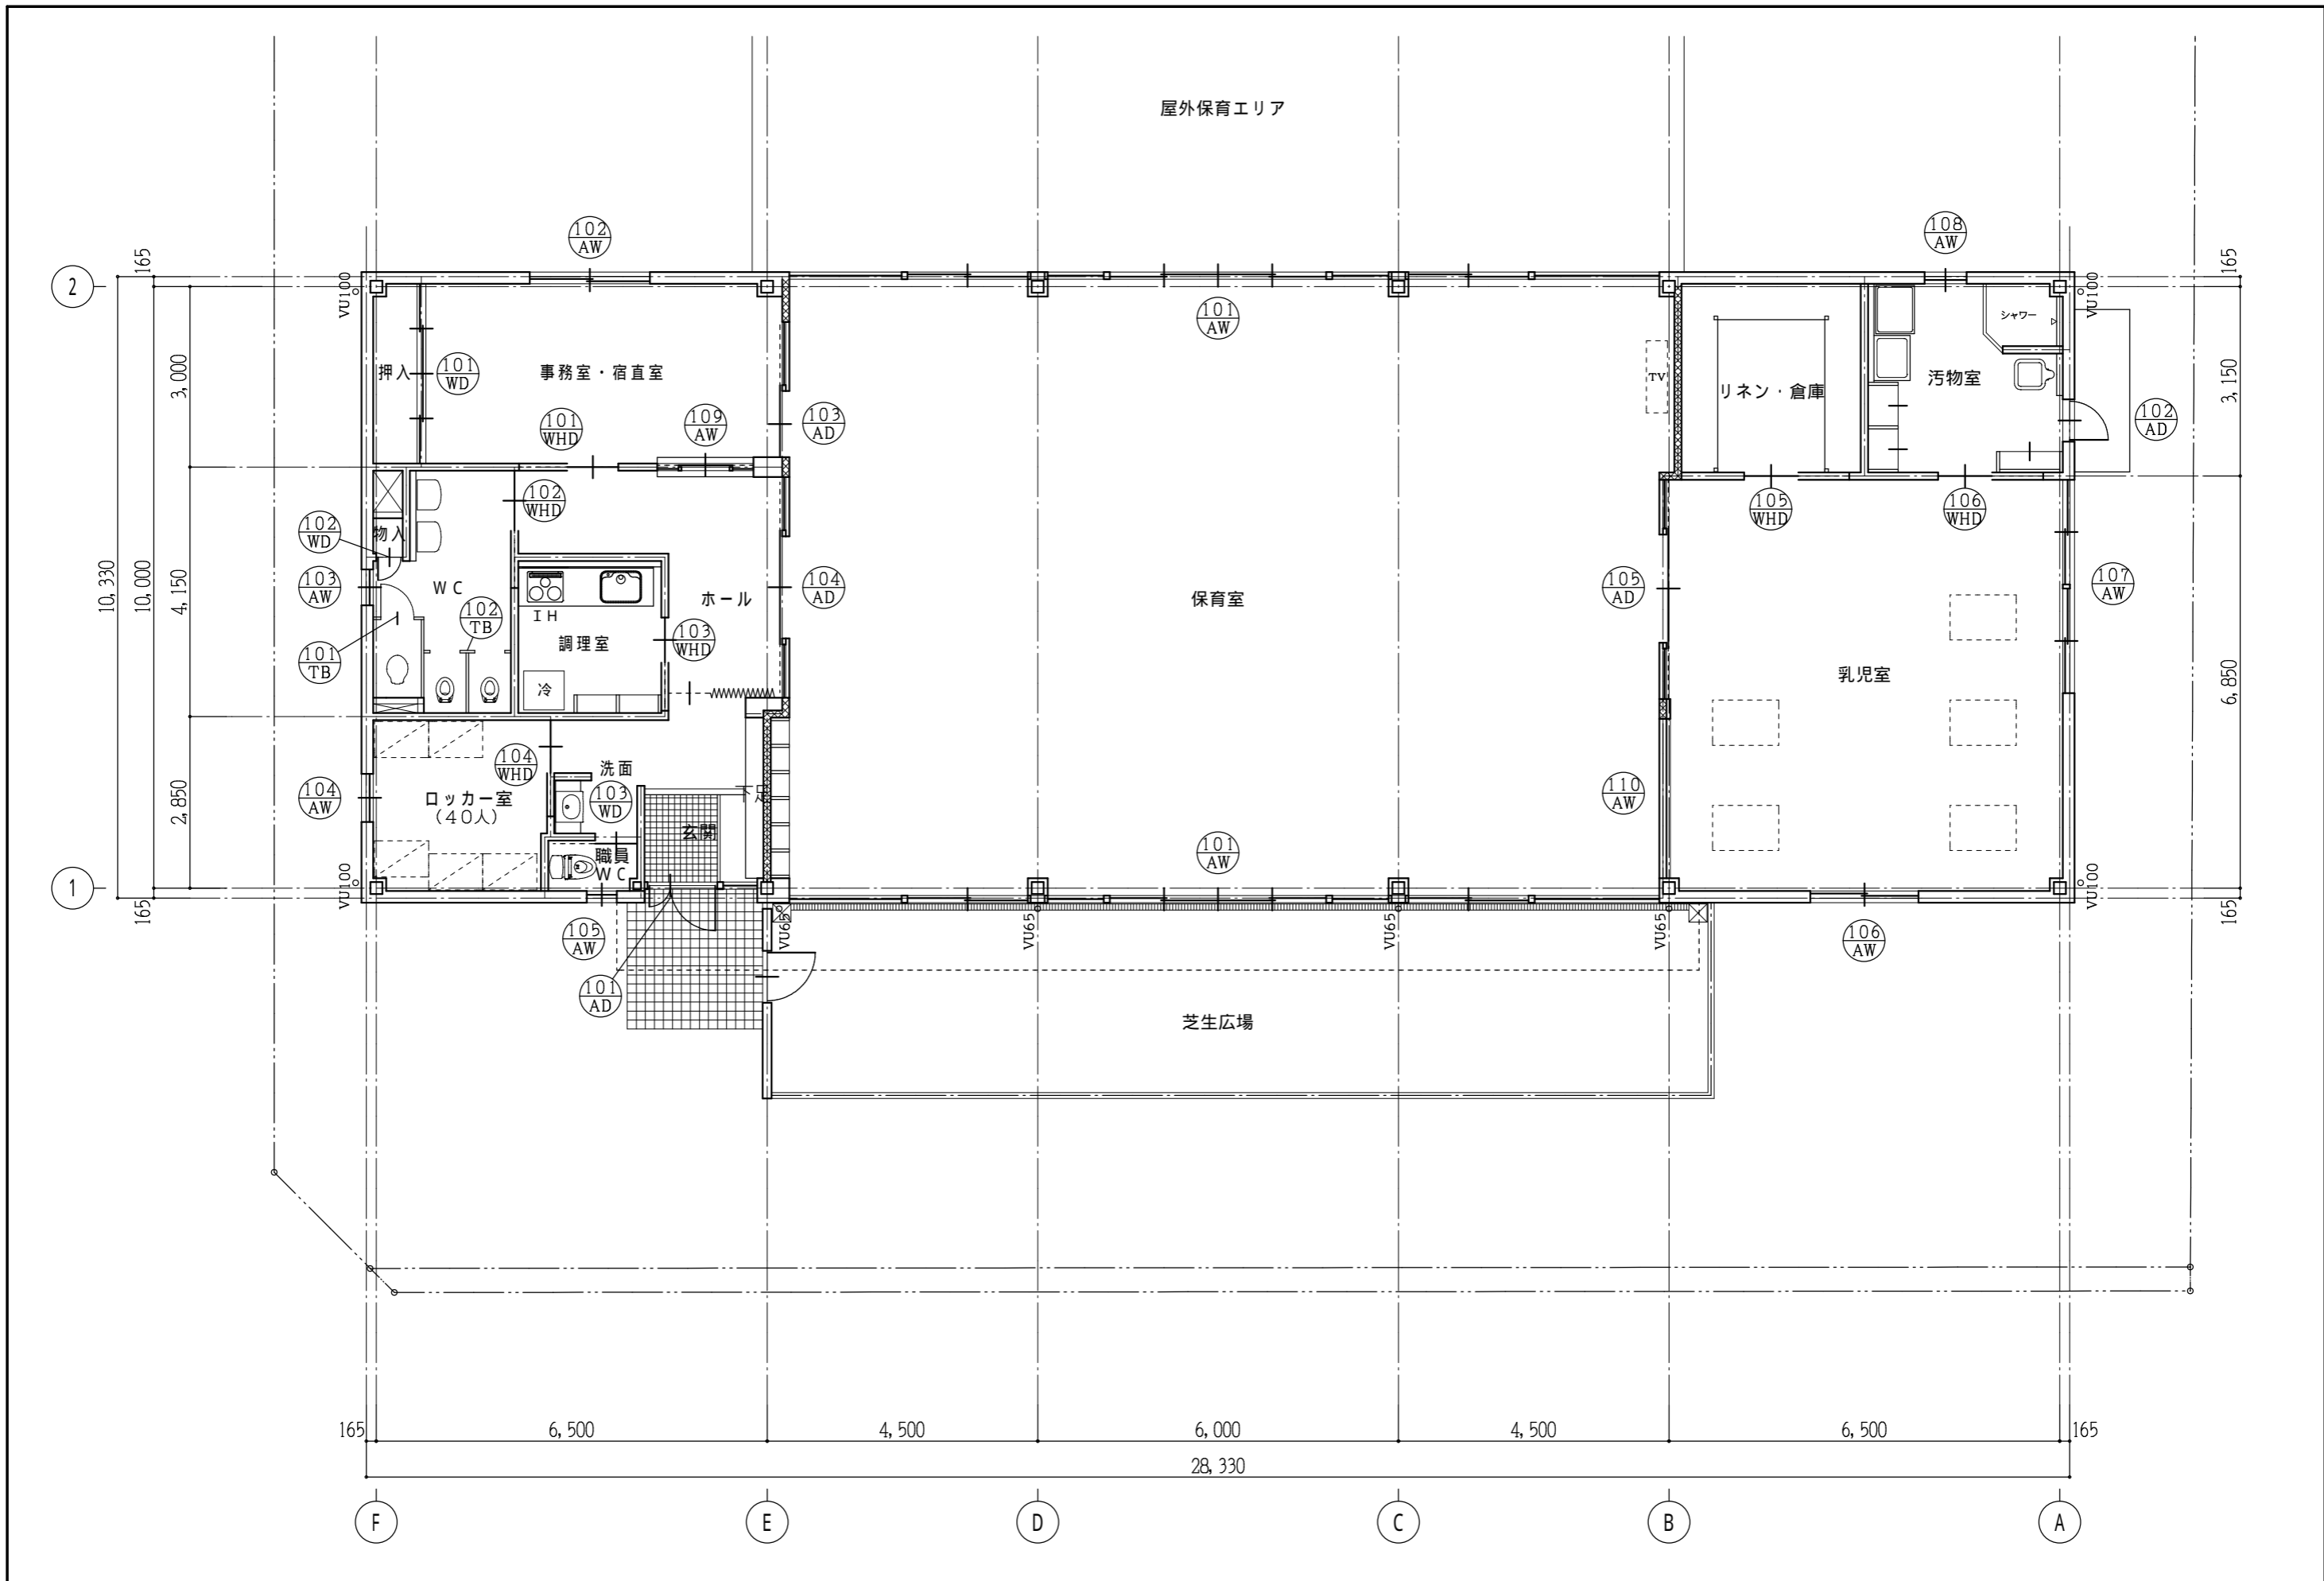 屋外保育エリア
102
AW
108
AW
165
165
2
VU100
VU100
101
AW
シャワー
3,000
押入
101
WD
事務室・宿直室
TV
リネン・倉庫
汚物室
3,150
101
WHD
109
AW
103
AD
102
AD
102
WHD
105
WHD
106
WHD
102
WD
物入
10,330
10,000
4,150
103
AW
WC
104
AD
105
AD
107
AW
ホール
保育室
102
TB
IH
調理室
103
WHD
101
TB
冷
乳児室
6,850
2,850
104
WHD
洗面
104
AW
ロッカー室
(40人)
103
WD
下足
110
AW
玄関
101
AW
職員
WC
1
VU100
VU100
165
165
105
AW
VU65
VU65
VU65
VU65
106
AW
101
AD
芝生広場
165
6,500
4,500
6,000
4,500
6,500
165
28,330
F
E
D
C
B
A